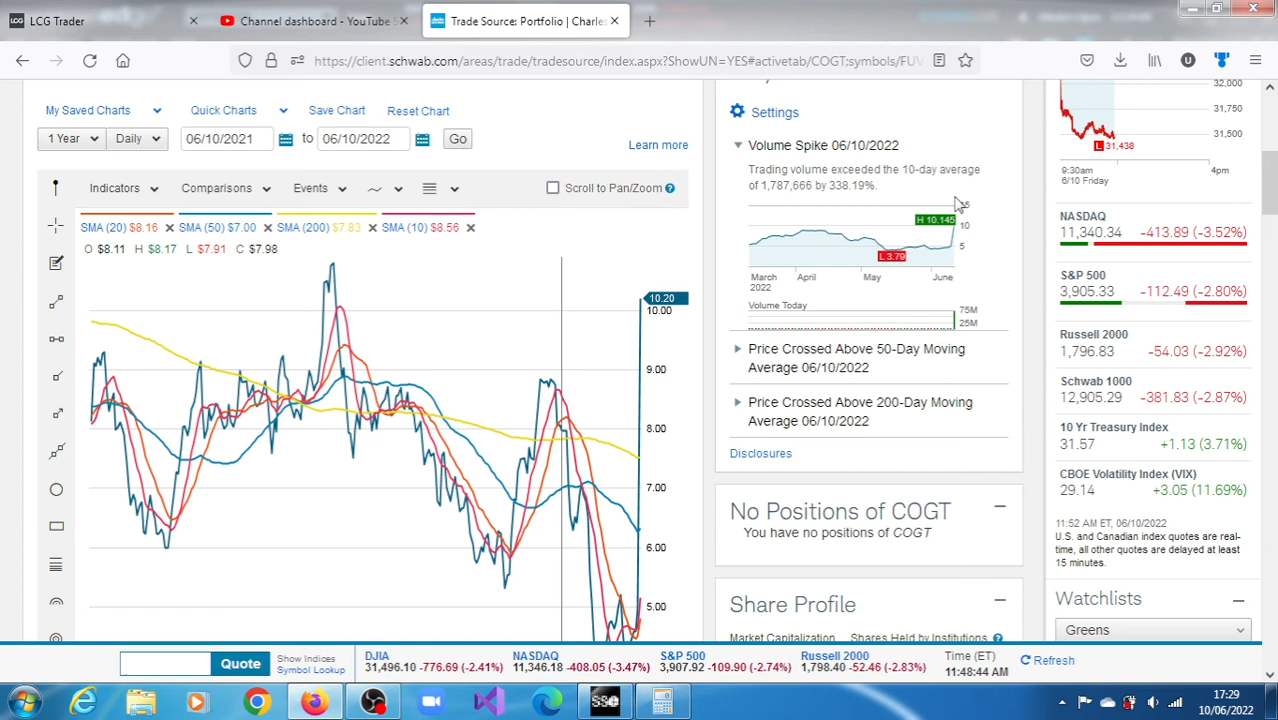 LCG Trader
Channel dashboard - YouTube S
Trade Source: Portfolio | Charles
https://client.schwab.com/areas/trade/tradesource/index.aspx?ShowUN=YES#activetab/COGT;symbols/FUV
My Saved Charts
Quick Charts
Save Chart
Reset Chart
1 Year
Daily
06/10/2021
to
06/10/2022
Go
Learn more
Indicators
Comparisons
Events
Scroll to Pan/Zoom
SMA (20) $8.16
SMA (50) $7.00
SMA (200) $7.83
SMA (10) $8.56
O $8.11 H $8.17 L $7.91 C $7.98
10.20
10.00
9.00
8.00
7.00
6.00
5.00
Settings
Volume Spike 06/10/2022
Trading volume exceeded the 10-day average
of 1,787,666 by 338.19%.
H 10.145
10
5
L 3.79
March
2022
April
May
June
Volume Today
75M
25M
Price Crossed Above 50-Day Moving
Average 06/10/2022
Price Crossed Above 200-Day Moving
Average 06/10/2022
Disclosures
No Positions of COGT
You have no positions of COGT
Share Profile
Market Capitalization
Shares Held by Institutions
32,000
31,750
31,500
L 31,438
9:30am
6/10 Friday
4pm
NASDAQ
11,340.34 -413.89 (-3.52%)
S&P 500
3,905.33 -112.49 (-2.80%)
Russell 2000
1,796.83 -54.03 (-2.92%)
Schwab 1000
12,905.29 -381.83 (-2.87%)
10 Yr Treasury Index
31.57 +1.13 (3.71%)
CBOE Volatility Index (VIX)
29.14 +3.05 (11.69%)
11:52 AM ET, 06/10/2022
U.S. and Canadian index quotes are real-
time, all other quotes are delayed at least
15 minutes.
Watchlists
Greens
Quote
Show Indices
Symbol Lookup
DJIA
31,496.10 -776.69 (-2.41%)
NASDAQ
11,346.18 -408.05 (-3.47%)
S&P 500
3,907.92 -109.90 (-2.74%)
Russell 2000
1,798.40 -52.46 (-2.83%)
Time (ET)
11:48:44 AM
Refresh
17:29
10/06/2022